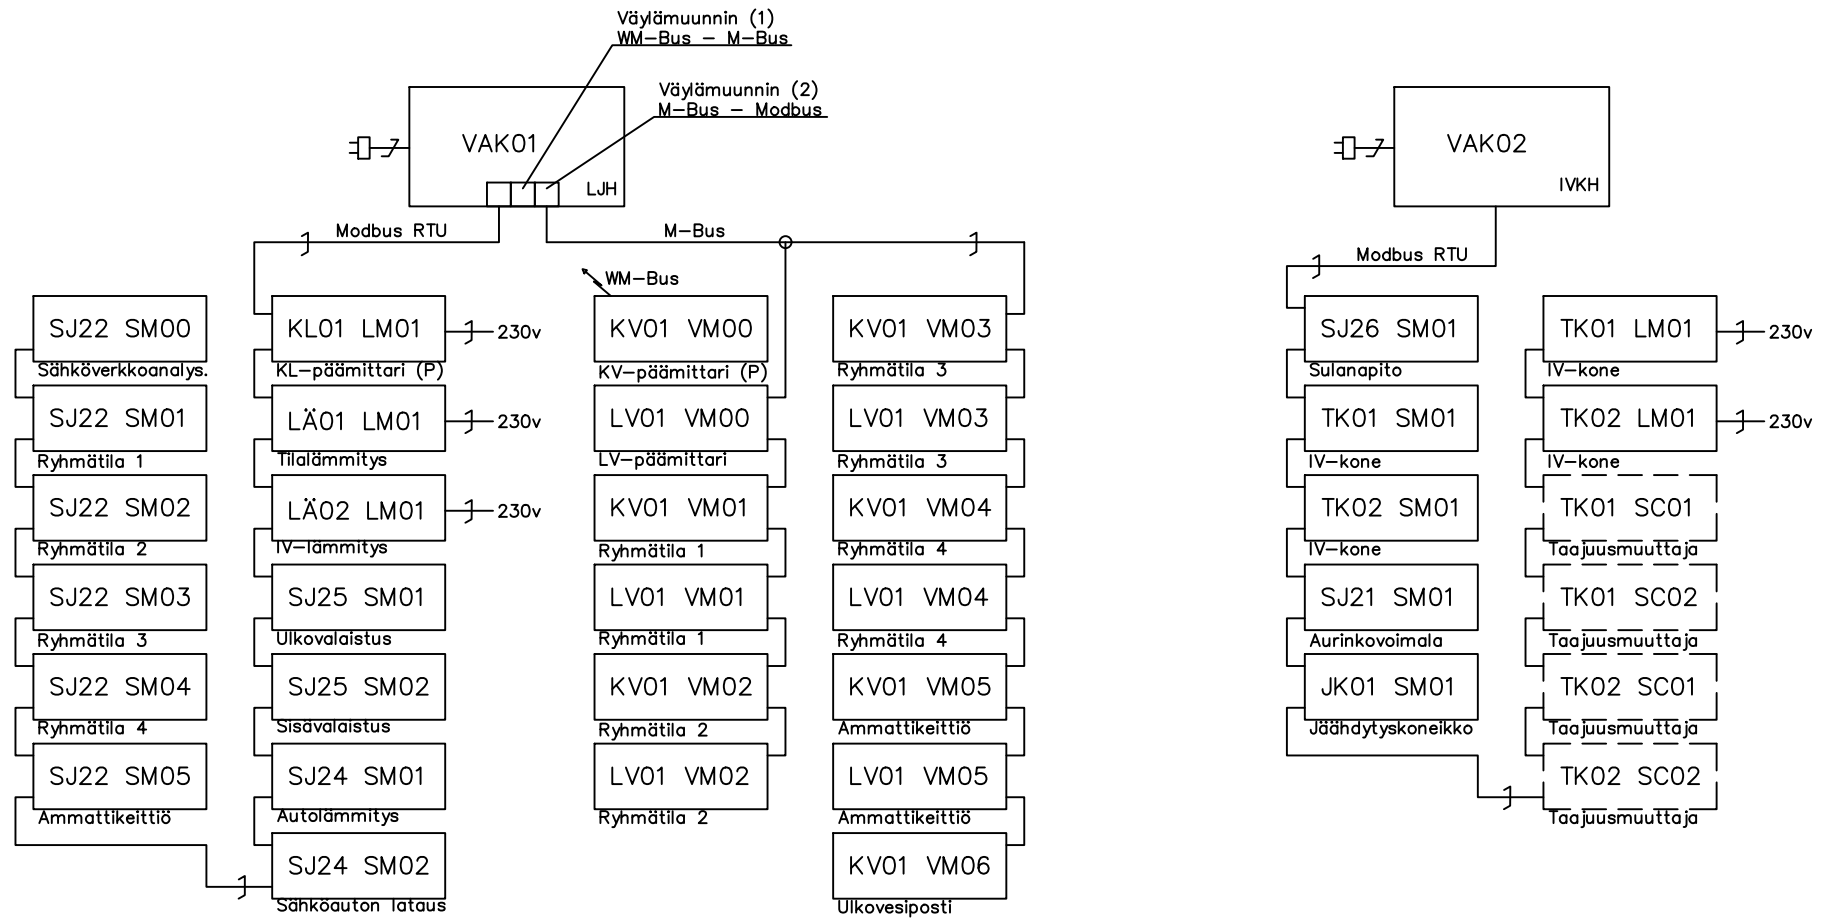 Väylämuunnin (1)
WM-Bus - M-Bus
Väylämuunnin (2)
M-Bus - Modbus
VAK01
LJH
Modbus RTU
M-Bus
WM-Bus
SJ22 SM00
Sähköverkkoanalys.
SJ22 SM01
Ryhmätila 1
SJ22 SM02
Ryhmätila 2
SJ22 SM03
Ryhmätila 3
SJ22 SM04
Ryhmätila 4
SJ22 SM05
Ammattikeittiö
KL01 LM01
230v
KL-päämittari (P)
LÄ01 LM01
230v
Tilalämmitys
LÄ02 LM01
230v
IV-lämmitys
SJ25 SM01
Ulkovalaistus
SJ25 SM02
Sisävalaistus
SJ24 SM01
Autolämmitys
SJ24 SM02
Sähköauton lataus
KV01 VM00
KV-päämittari (P)
LV01 VM00
LV-päämittari
KV01 VM01
Ryhmätila 1
LV01 VM01
Ryhmätila 1
KV01 VM02
Ryhmätila 2
LV01 VM02
Ryhmätila 2
KV01 VM03
Ryhmätila 3
LV01 VM03
Ryhmätila 3
KV01 VM04
Ryhmätila 4
LV01 VM04
Ryhmätila 4
KV01 VM05
Ammattikeittiö
LV01 VM05
Ammattikeittiö
KV01 VM06
Ulkovesiposti
VAK02
IVKH
Modbus RTU
SJ26 SM01
Sulanapito
TK01 SM01
IV-kone
TK02 SM01
IV-kone
SJ21 SM01
Aurinkovoimala
JK01 SM01
Jäähdytyskoneikko
TK01 LM01
230v
IV-kone
TK02 LM01
230v
IV-kone
TK01 SC01
Taajuusmuuttaja
TK01 SC02
Taajuusmuuttaja
TK02 SC01
Taajuusmuuttaja
TK02 SC02
Taajuusmuuttaja